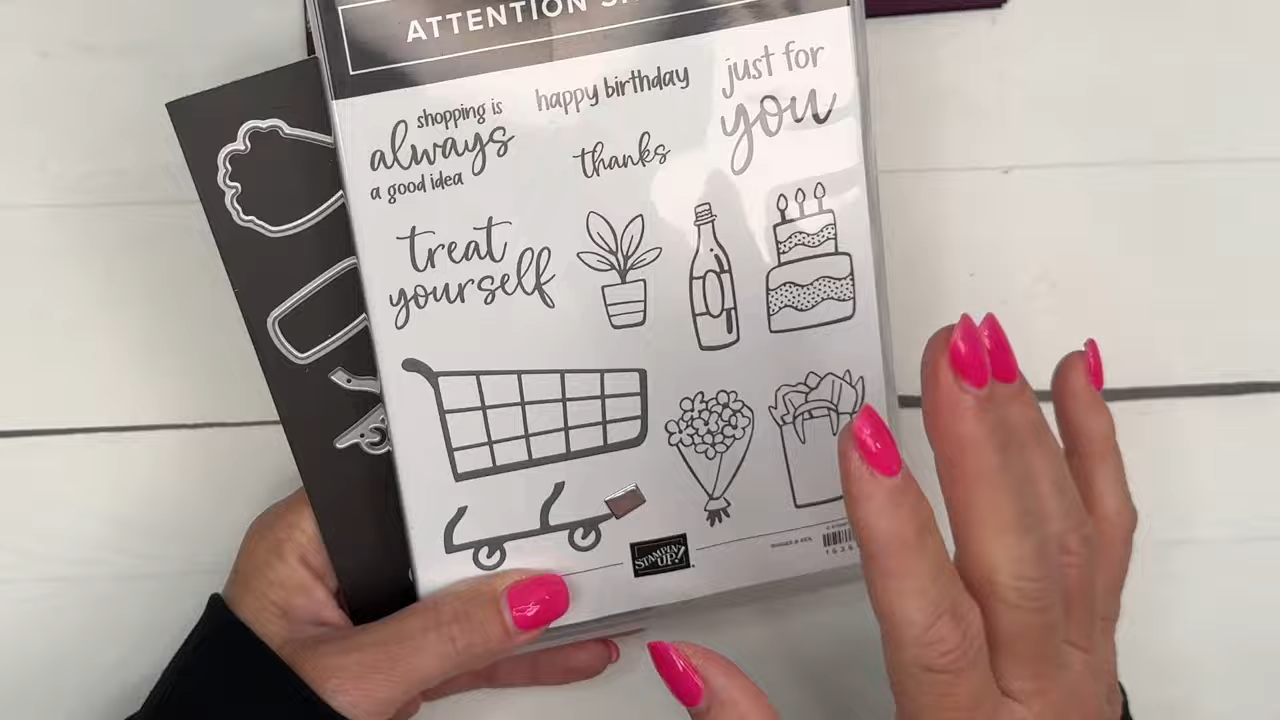 ATTENTION
shopping is
always
a good idea
happy birthday
thanks
just for
you
treat
yourself
STAMPIN'
UP!